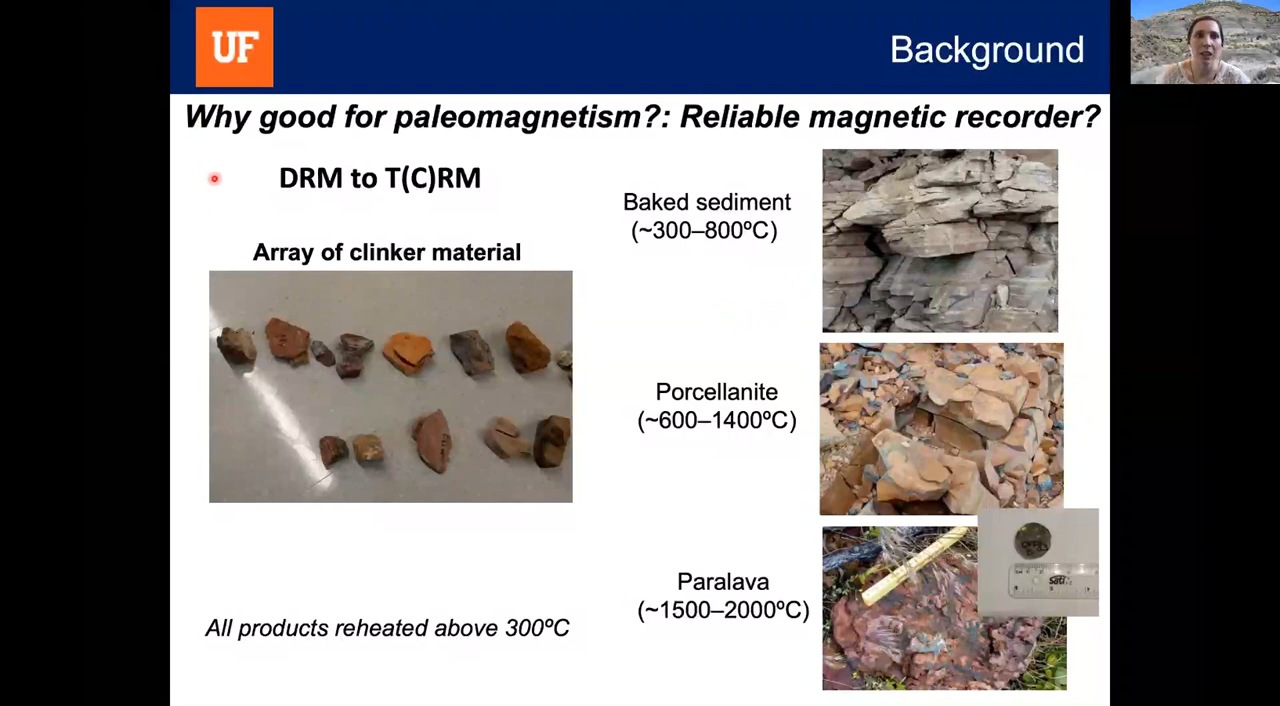 UF
Background
Why good for paleomagnetism?: Reliable magnetic recorder?
DRM to T(C)RM
Array of clinker material
Baked sediment
(~300–800ºC)
Porcellanite
(~600–1400ºC)
Paralava
(~1500–2000ºC)
All products reheated above 300ºC